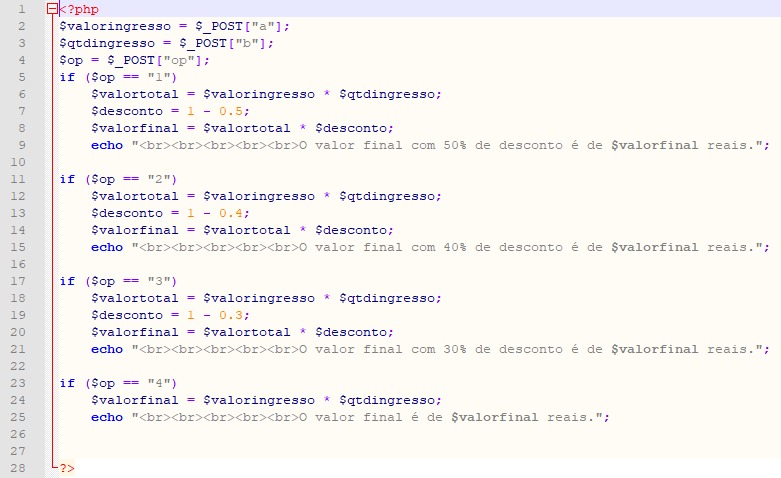 1 <?php
2 $valoringresso = $_POST["a"];
3 $qtdingresso = $_POST["b"];
4 $op = $_POST["op"];
5 if ($op == "1")
6     $valortotal = $valoringresso * $qtdingresso;
7     $desconto = 1 - 0.5;
8     $valorfinal = $valortotal * $desconto;
9     echo "<br><br><br><br><br>O valor final com 50% de desconto é de $valorfinal reais.";
10
11 if ($op == "2")
12     $valortotal = $valoringresso * $qtdingresso;
13     $desconto = 1 - 0.4;
14     $valorfinal = $valortotal * $desconto;
15     echo "<br><br><br><br><br>O valor final com 40% de desconto é de $valorfinal reais.";
16
17 if ($op == "3")
18     $valortotal = $valoringresso * $qtdingresso;
19     $desconto = 1 - 0.3;
20     $valorfinal = $valortotal * $desconto;
21     echo "<br><br><br><br><br>O valor final com 30% de desconto é de $valorfinal reais.";
22
23 if ($op == "4")
24     $valorfinal = $valoringresso * $qtdingresso;
25     echo "<br><br><br><br><br>O valor final é de $valorfinal reais.";
26
27
28 ?>